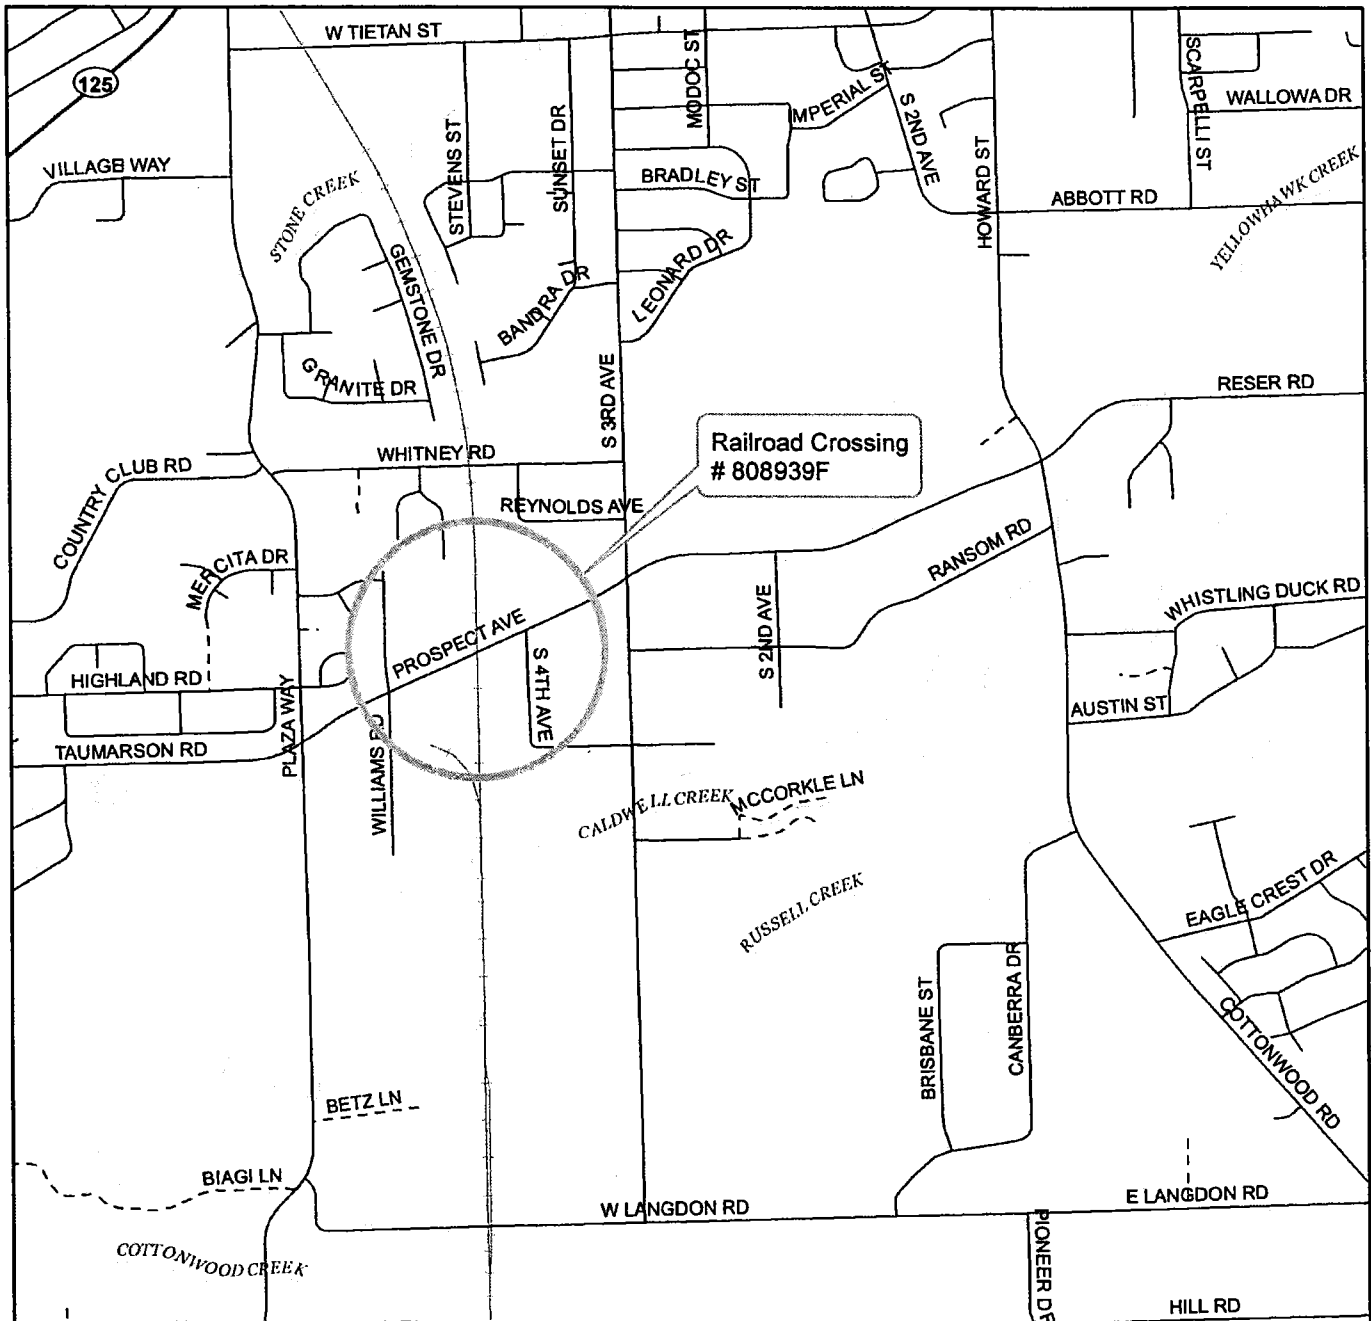 W TIETAN ST
125
MODOC ST
SCARPELLI ST
WALLOWA DR
MPERIAL ST
S 2ND AVE
STEVENS ST
SUNSET DR
HOWARD ST
VILLAGE WAY
BRADLEY ST
ABBOTT RD
YELLOWHAWK CREEK
STONE CREEK
GEMSTONE DR
LEONARD DR
BANDRA DR
GRANITE DR
S 3RD AVE
RESER RD
Railroad Crossing
# 808939F
WHITNEY RD
COUNTRY CLUB RD
REYNOLDS AVE
RANSOM RD
MERCITA DR
WHISTLING DUCK RD
S 2ND AVE
PROSPECT AVE
S 4TH AVE
HIGHLAND RD
PLAZA WAY
AUSTIN ST
TAUMARSON RD
WILLIAMS RD
CALDWELL CREEK
MCCORKLE LN
RUSSELL CREEK
EAGLE CREST DR
BRISBANE ST
CANBERRA DR
COTTONWOOD RD
BETZ LN
BIAGI LN
W LANGDON RD
E LANGDON RD
COTTONWOOD CREEK
PIONEER DR
HILL RD